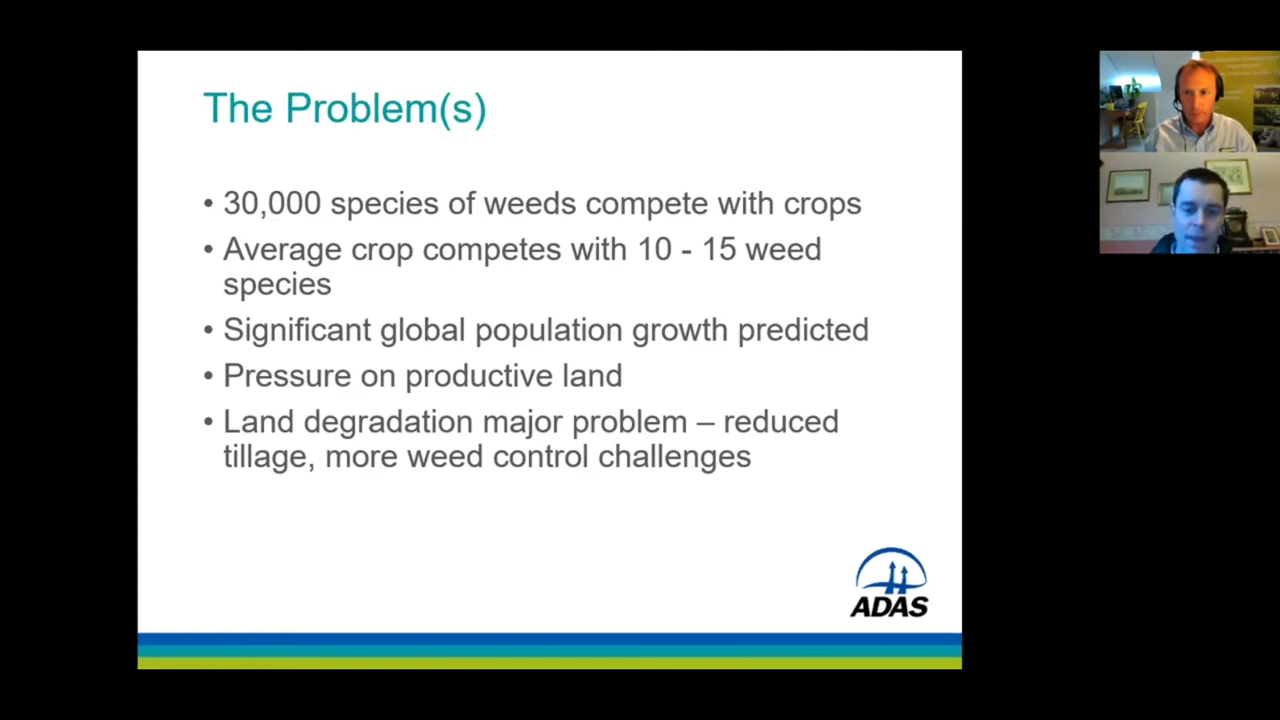 The Problem(s)
• 30,000 species of weeds compete with crops
• Average crop competes with 10 - 15 weed
species
• Significant global population growth predicted
• Pressure on productive land
• Land degradation major problem – reduced
tillage, more weed control challenges
ADAS